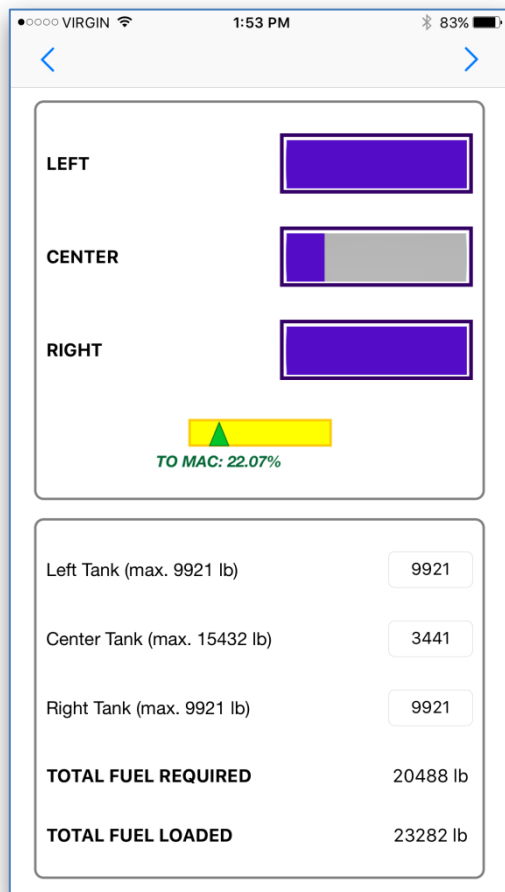 VIRGIN 1:53 PM 83%
LEFT
CENTER
RIGHT
TO MAC: 22.07%
Left Tank (max. 9921 lb) 9921
Center Tank (max. 15432 lb) 3441
Right Tank (max. 9921 lb) 9921
TOTAL FUEL REQUIRED 20488 lb
TOTAL FUEL LOADED 23282 lb